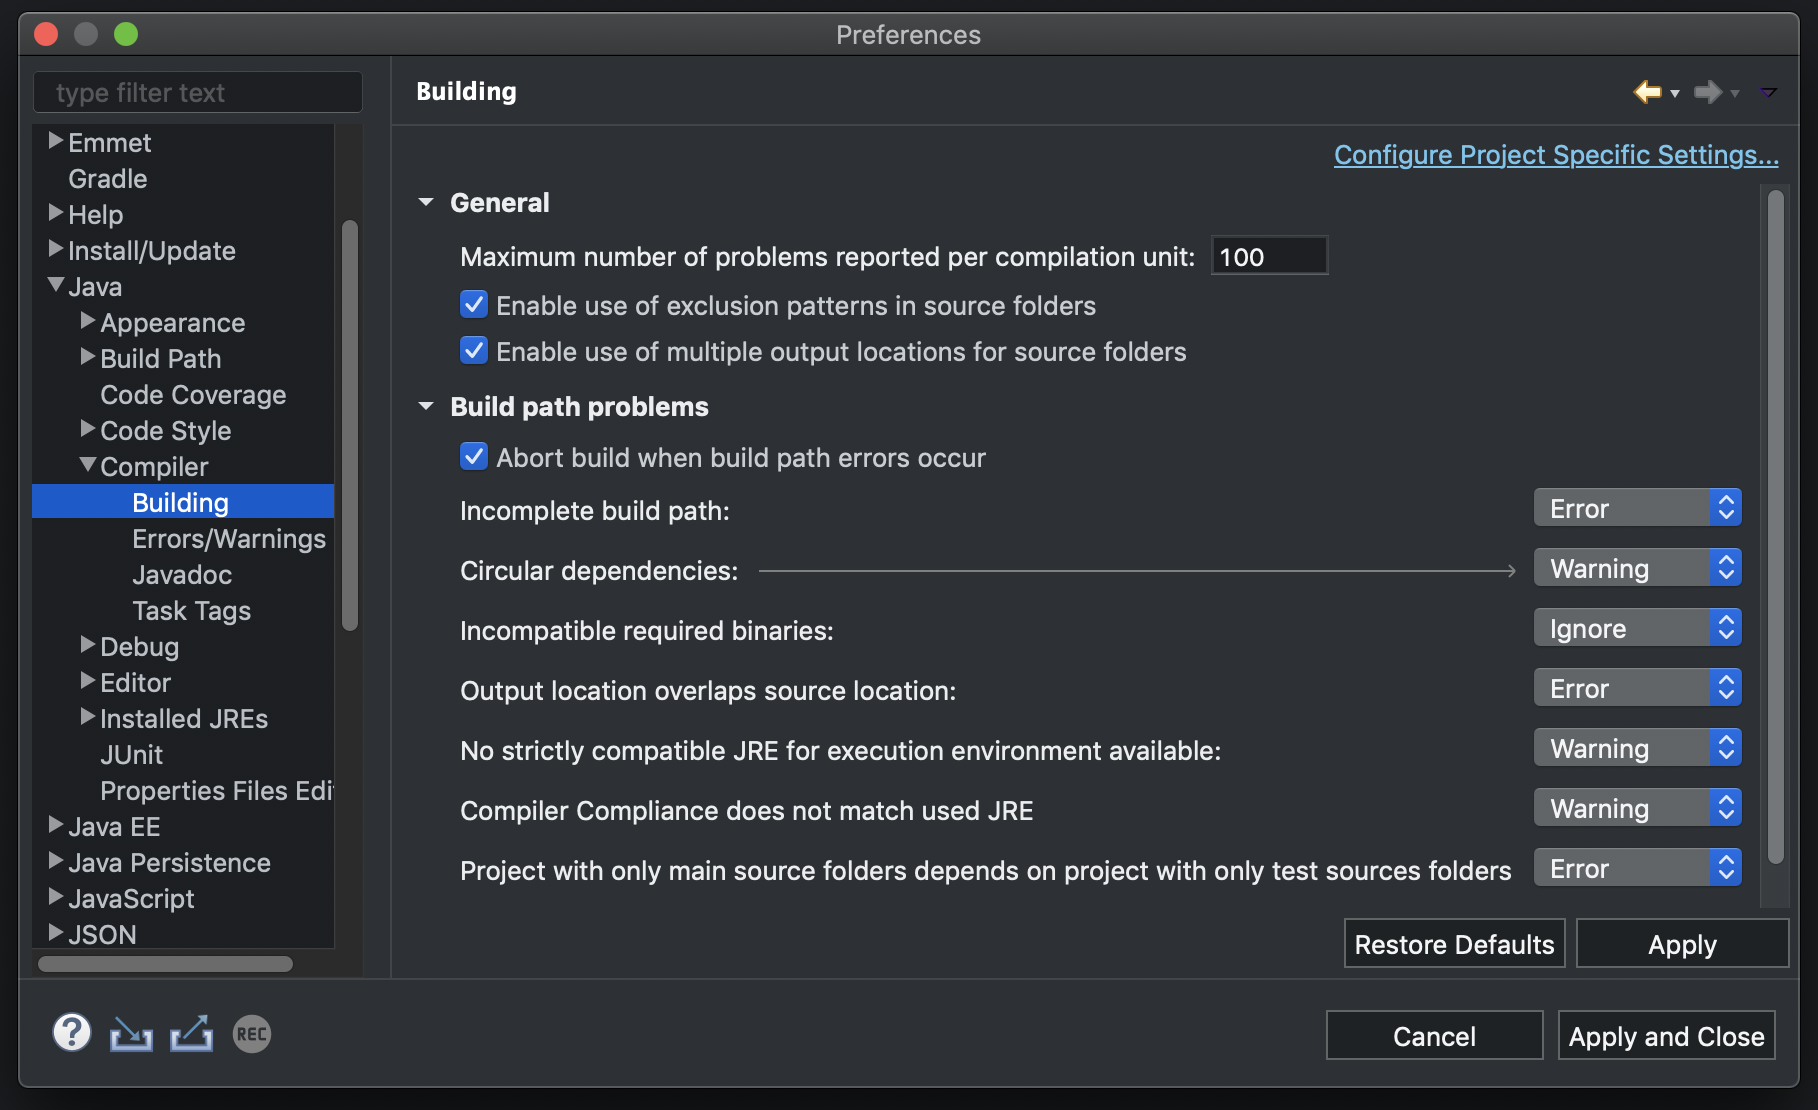 Preferences
type filter text
Emmet
Gradle
Help
Install/Update
Java
Appearance
Build Path
Code Coverage
Code Style
Compiler
Building
Errors/Warnings
Javadoc
Task Tags
Debug
Editor
Installed JREs
JUnit
Properties Files Edi
Java EE
Java Persistence
JavaScript
JSON
Building
Configure Project Specific Settings...
General
Maximum number of problems reported per compilation unit: 100
Enable use of exclusion patterns in source folders
Enable use of multiple output locations for source folders
Build path problems
Abort build when build path errors occur
Incomplete build path: Error
Circular dependencies: Warning
Incompatible required binaries: Ignore
Output location overlaps source location: Error
No strictly compatible JRE for execution environment available: Warning
Compiler Compliance does not match used JRE Warning
Project with only main source folders depends on project with only test sources folders Error
Restore Defaults Apply
? REC
Cancel Apply and Close